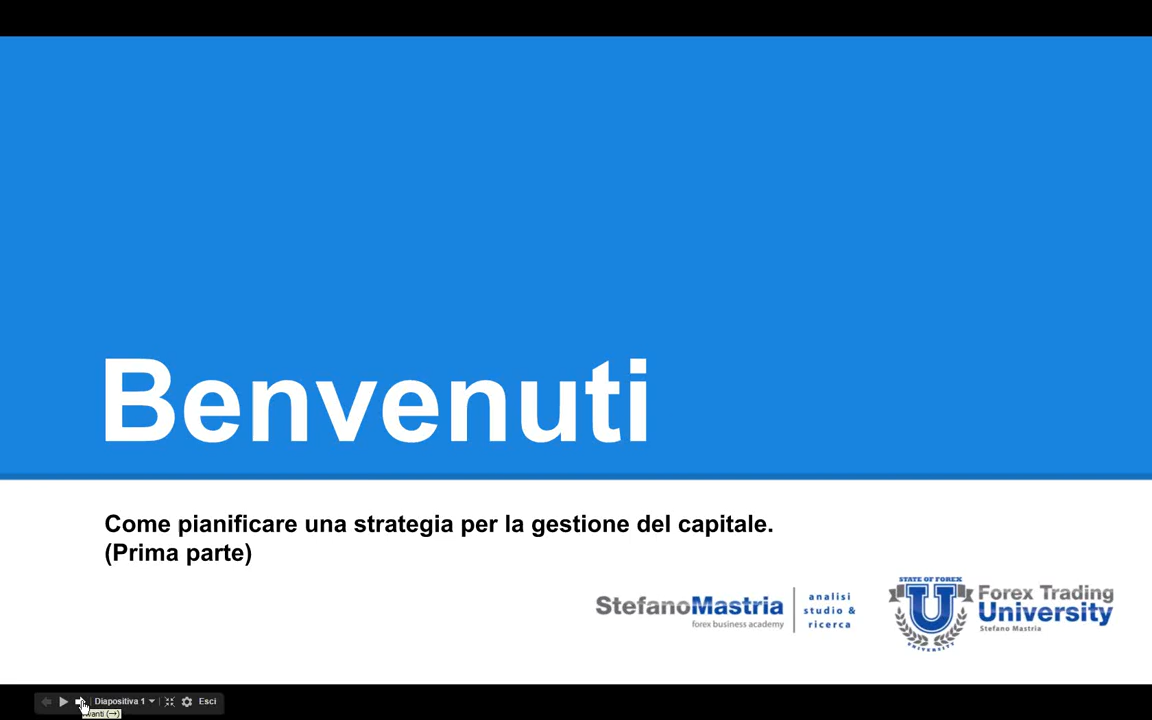 Benvenuti
Come pianificare una strategia per la gestione del capitale.
(Prima parte)
StefanoMastria
forex business academy
analisi
studio &
ricerca
STATE OF FOREX
U
UNIVERSITY
Forex Trading
University
Stefano Mastria
Diapositiva 1
Esci
(→)